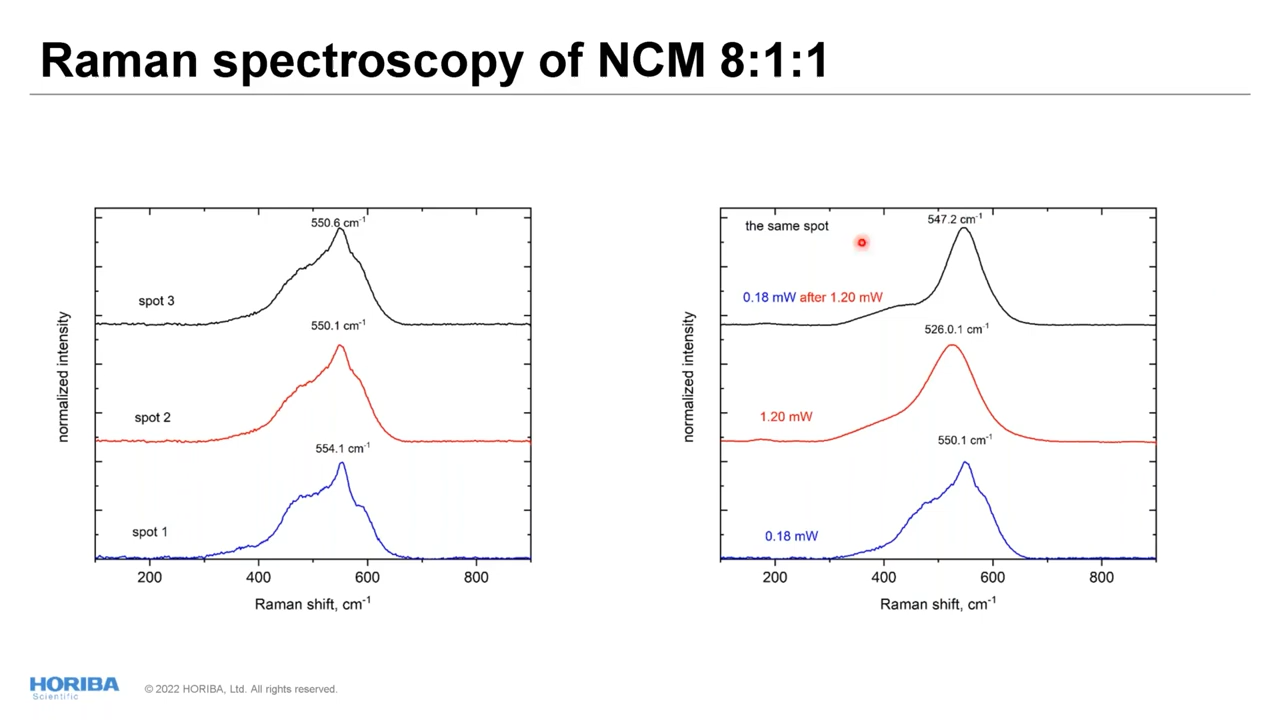 Raman spectroscopy of NCM 8:1:1
550.6 cm-1
spot 3
550.1 cm-1
spot 2
554.1 cm-1
spot 1
normalized intensity
200 400 600 800
Raman shift, cm-1
the same spot
547.2 cm-1
0.18 mW after 1.20 mW
526.0.1 cm-1
1.20 mW
550.1 cm-1
0.18 mW
normalized intensity
200 400 600 800
Raman shift, cm-1
HORIBA
Scientific
© 2022 HORIBA, Ltd. All rights reserved.